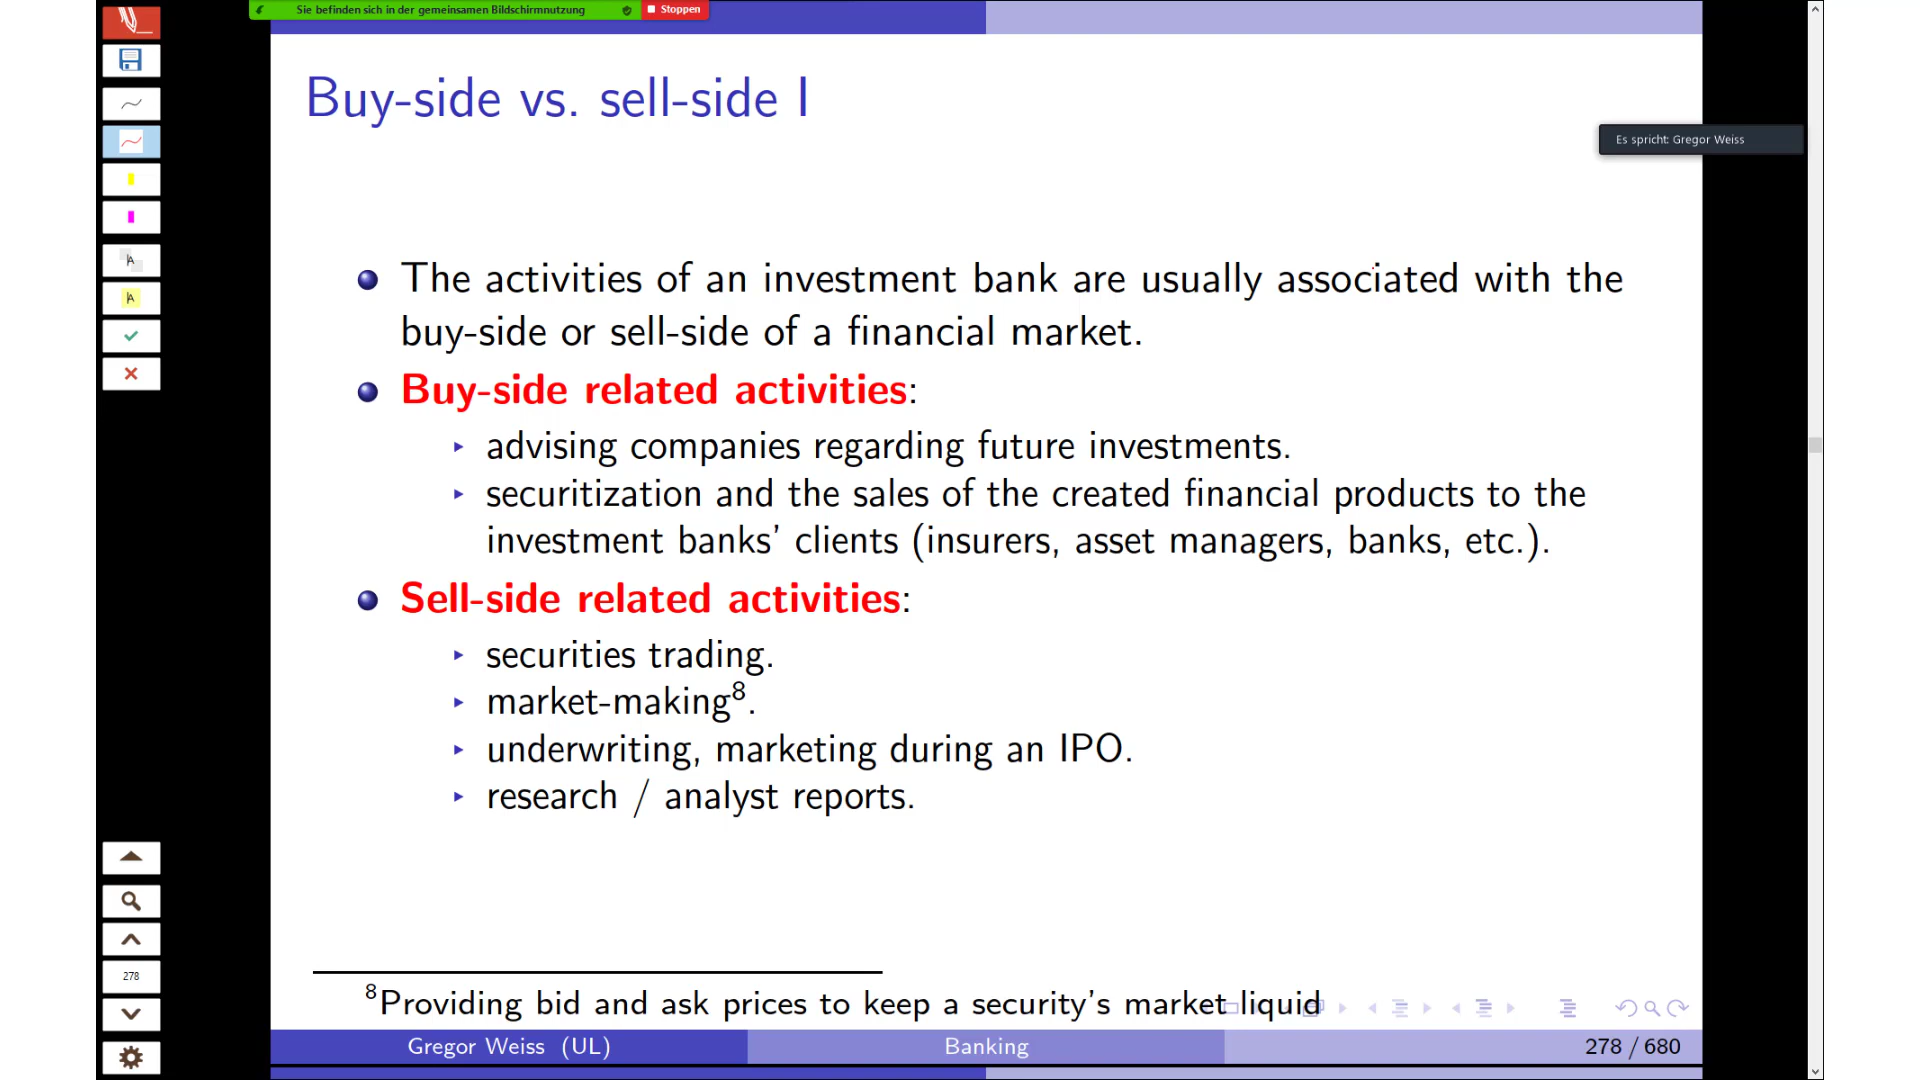 Sie befinden sich in der gemeinsamen Bildschirmnutzung
Stoppen
Buy-side vs. sell-side I
Es spricht: Gregor Weiss
The activities of an investment bank are usually associated with the
buy-side or sell-side of a financial market.
Buy-side related activities:
advising companies regarding future investments.
securitization and the sales of the created financial products to the
investment banks' clients (insurers, asset managers, banks, etc.).
Sell-side related activities:
securities trading.
market-making⁸.
underwriting, marketing during an IPO.
research / analyst reports.
278
⁸Providing bid and ask prices to keep a security's market liquid
Gregor Weiss (UL)
Banking
278 / 680